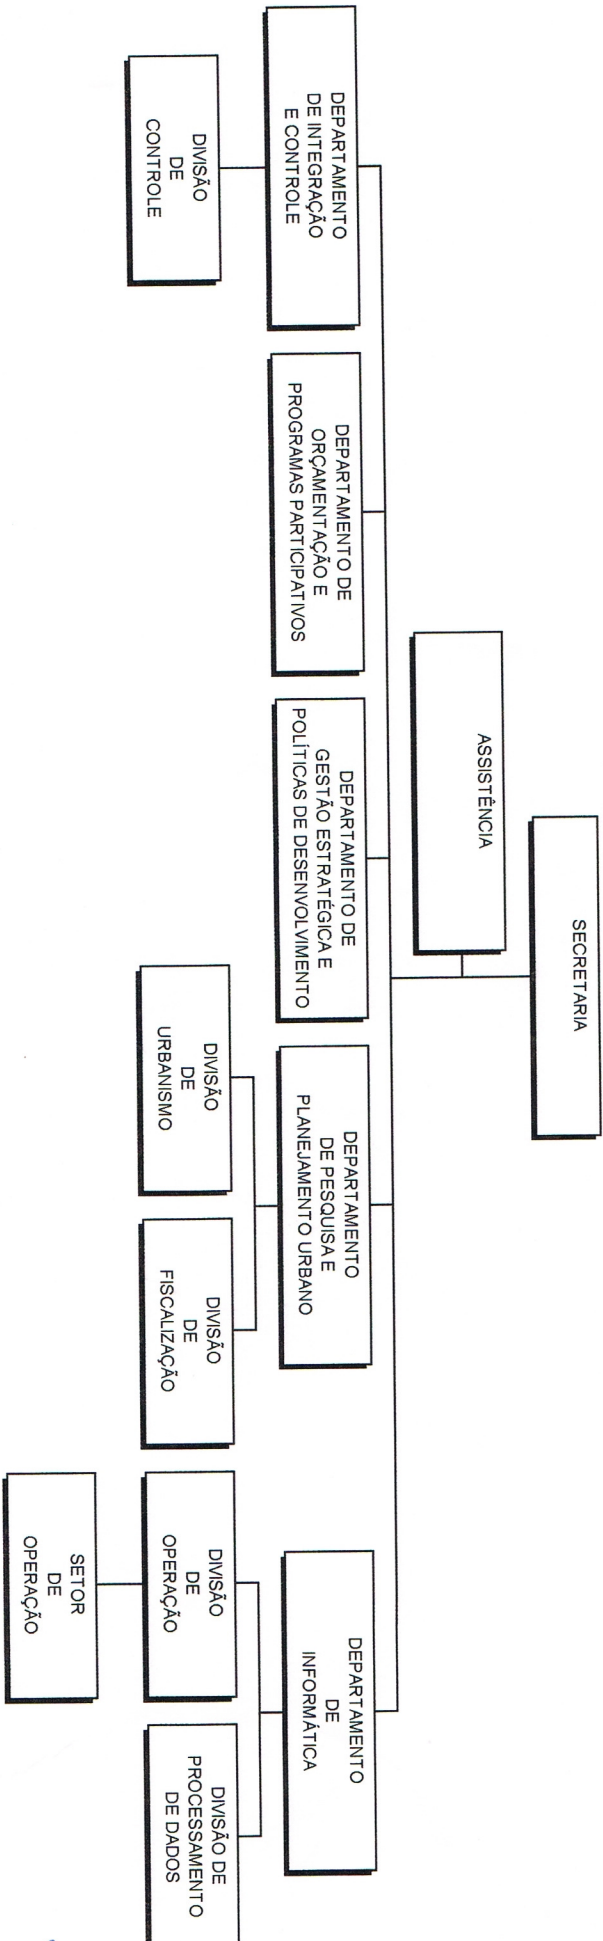 SECRETARIA
ASSISTÊNCIA
DEPARTAMENTO
DE INTEGRAÇÃO
E CONTROLE
DEPARTAMENTO DE
ORÇAMENTAÇÃO E
PROGRAMAS PARTICIPATIVOS
DEPARTAMENTO DE
GESTÃO ESTRATÉGICA E
POLÍTICAS DE DESENVOLVIMENTO
DEPARTAMENTO
DE PESQUISA E
PLANEJAMENTO URBANO
DEPARTAMENTO
DE
INFORMÁTICA
DIVISÃO
DE
CONTROLE
DIVISÃO
DE
URBANISMO
DIVISÃO
DE
FISCALIZAÇÃO
DIVISÃO
DE
OPERAÇÃO
DIVISÃO DE
PROCESSAMENTO
DE DADOS
SETOR
DE
OPERAÇÃO